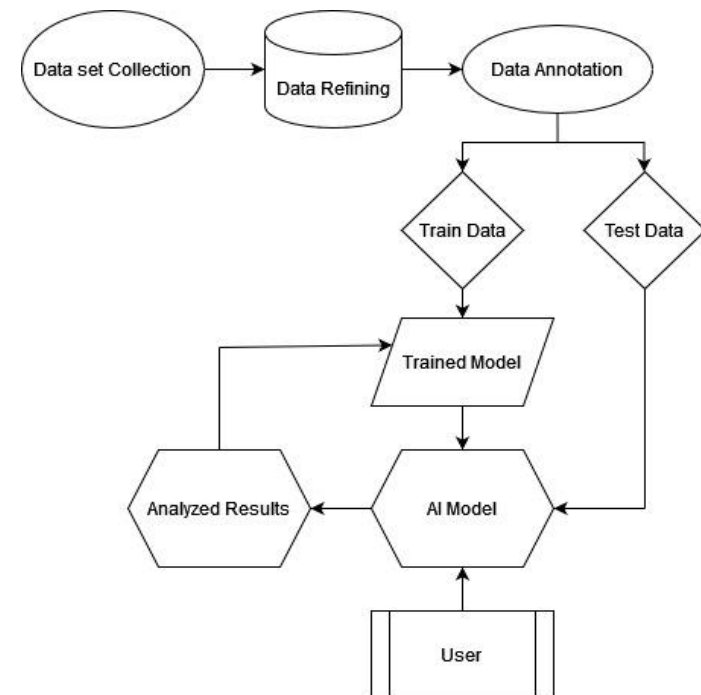 Data set Collection
Data Refining
Data Annotation
Train Data
Test Data
Trained Model
Analyzed Results
AI Model
User